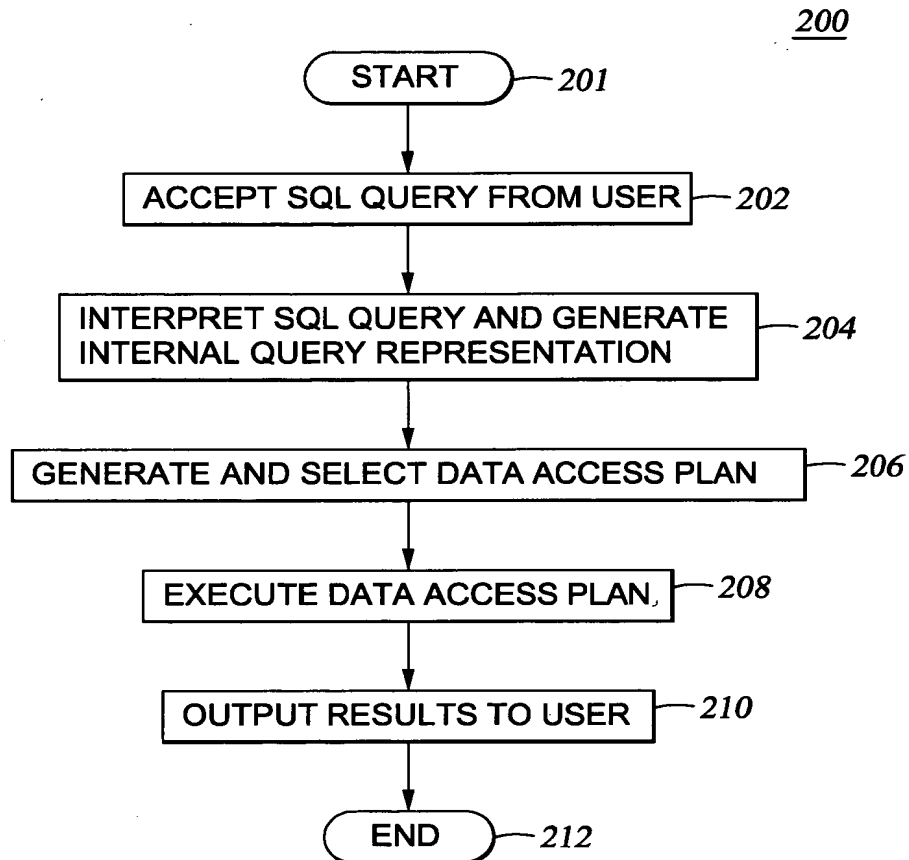 200
START 201
ACCEPT SQL QUERY FROM USER 202
INTERPRET SQL QUERY AND GENERATE 204
INTERNAL QUERY REPRESENTATION
GENERATE AND SELECT DATA ACCESS PLAN 206
EXECUTE DATA ACCESS PLAN 208
OUTPUT RESULTS TO USER 210
END 212